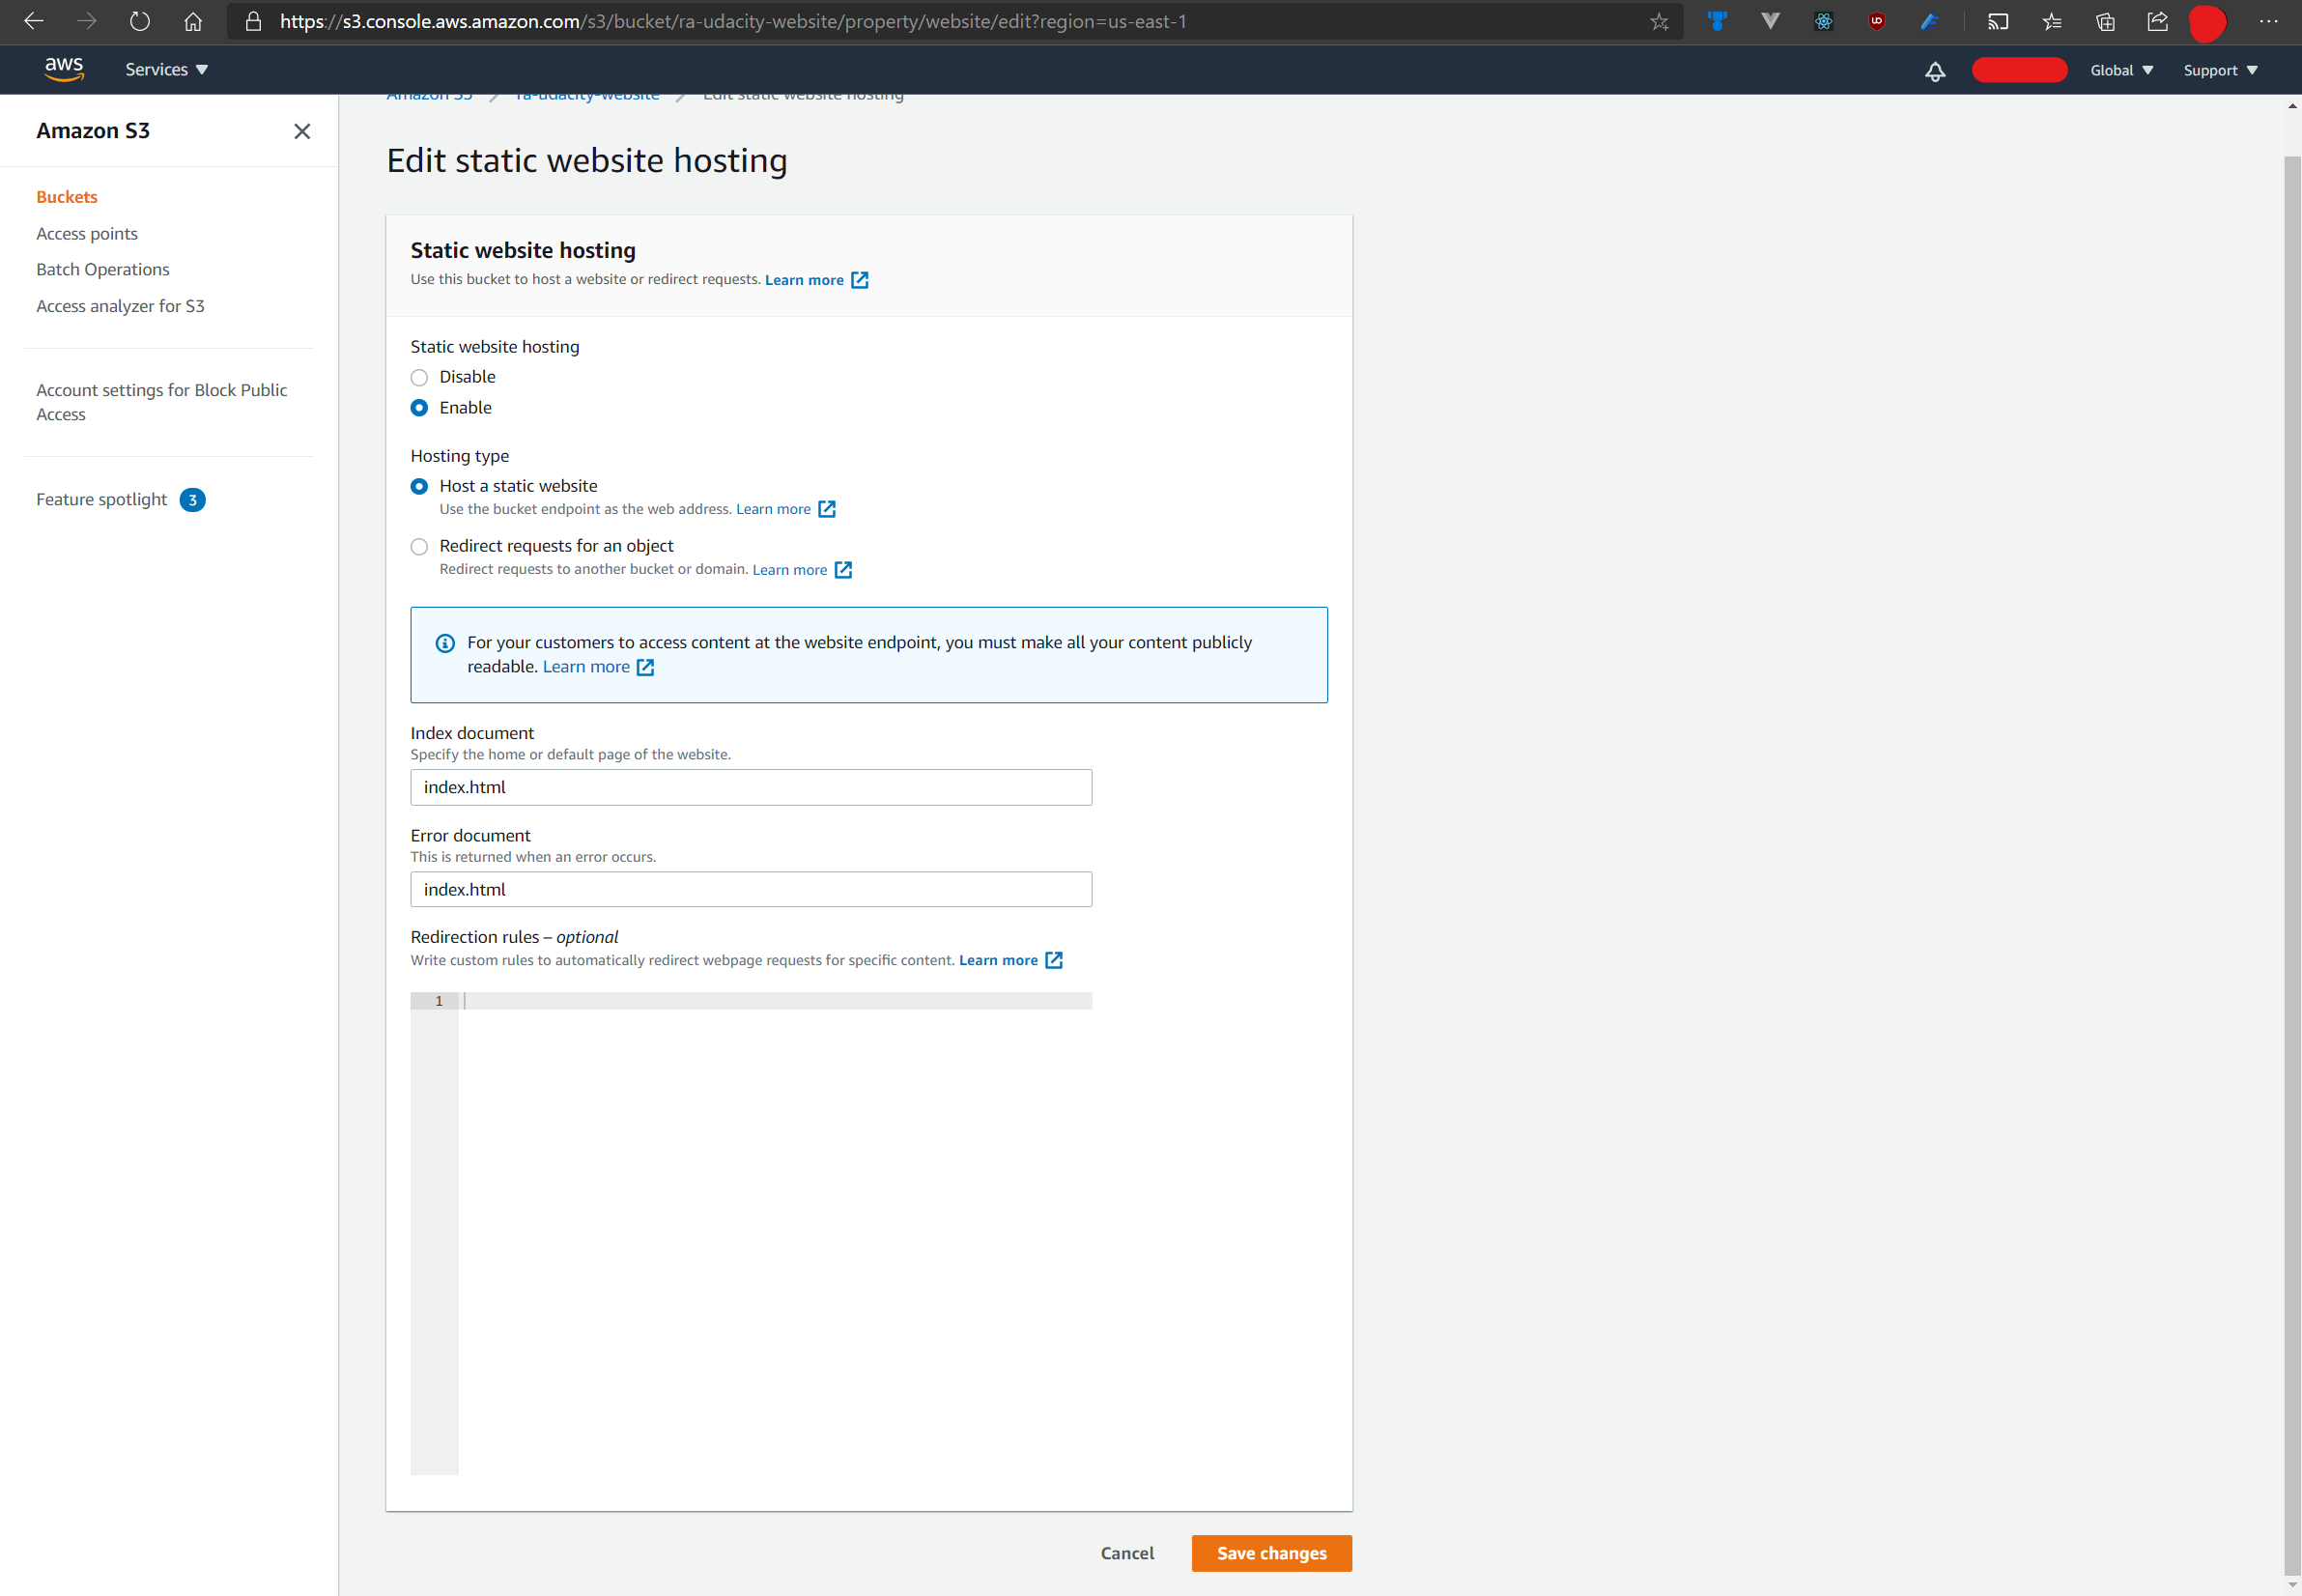 https://s3.console.aws.amazon.com/s3/bucket/ra-udacity-website/property/website/edit?region=us-east-1
aws
Services
Global
Support
Amazon S3
ra-udacity-website
Edit static website hosting
Amazon S3
Buckets
Access points
Batch Operations
Access analyzer for S3
Account settings for Block Public
Access
Feature spotlight 3
Edit static website hosting
Static website hosting
Use this bucket to host a website or redirect requests. Learn more
Static website hosting
Disable
Enable
Hosting type
Host a static website
Use the bucket endpoint as the web address. Learn more
Redirect requests for an object
Redirect requests to another bucket or domain. Learn more
For your customers to access content at the website endpoint, you must make all your content publicly
readable. Learn more
Index document
Specify the home or default page of the website.
index.html
Error document
This is returned when an error occurs.
index.html
Redirection rules – optional
Write custom rules to automatically redirect webpage requests for specific content. Learn more
1
Cancel
Save changes